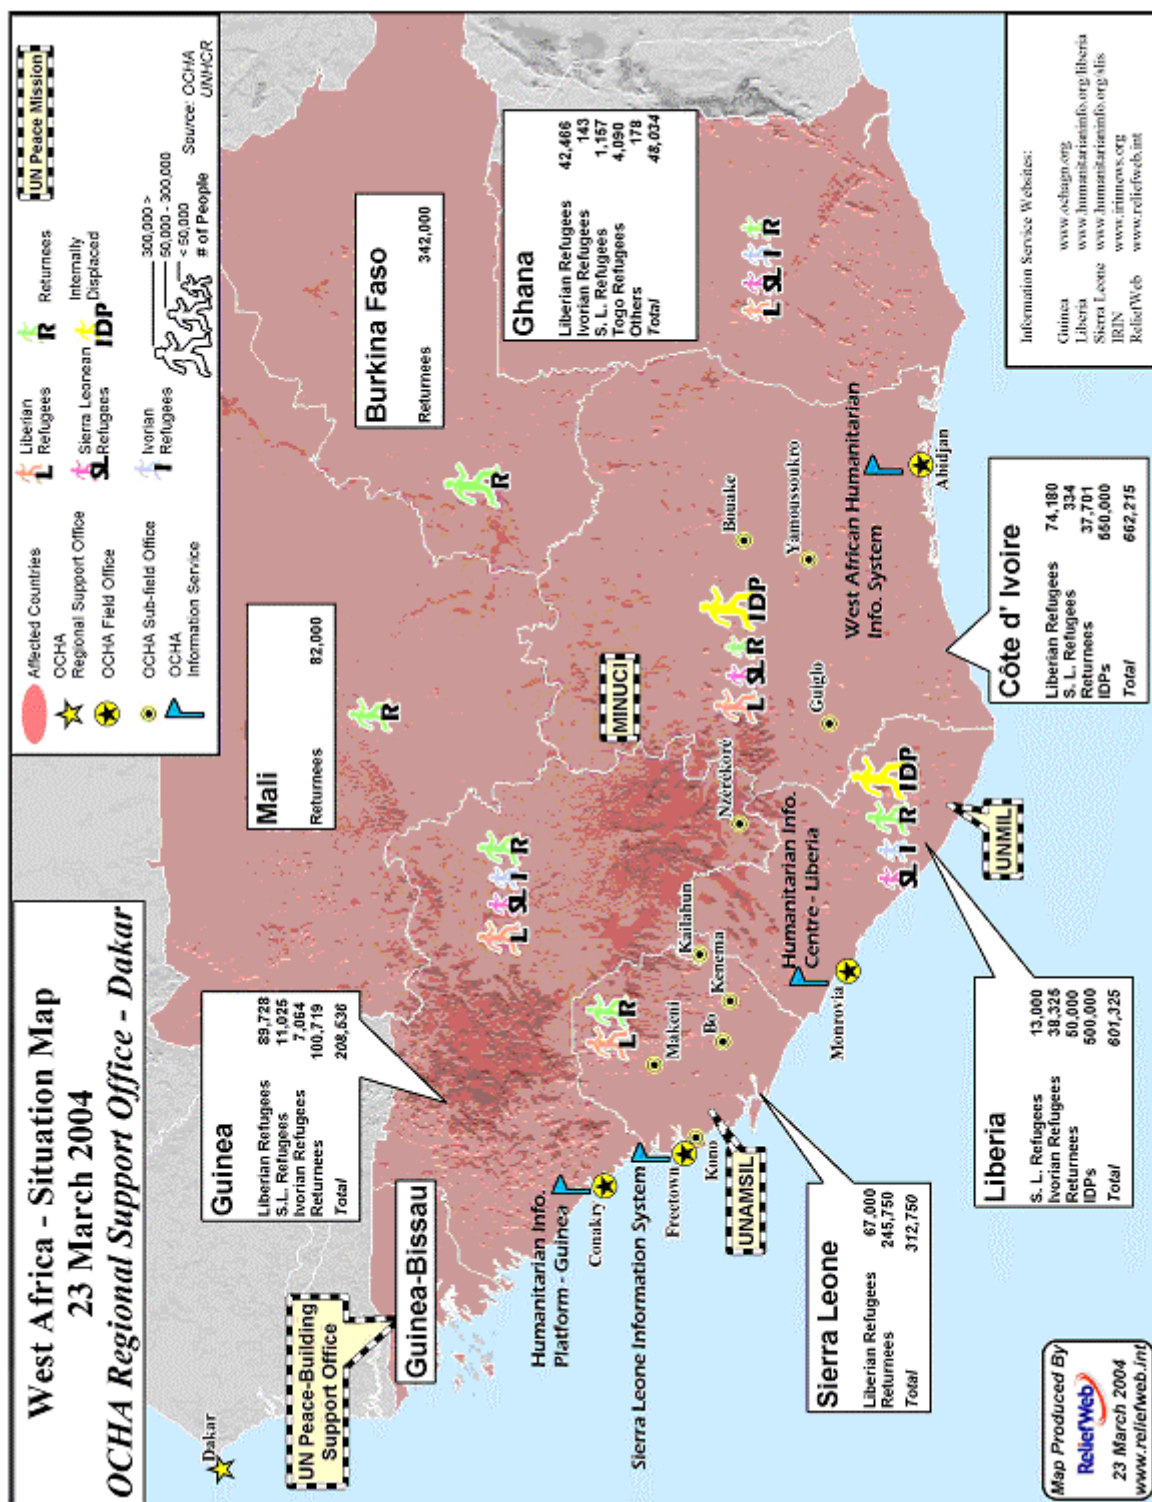 West Africa - Situation Map
23 March 2004
OCHA Regional Support Office - Dakar
Affected Countries
OCHA
Regional Support Office
OCHA Field Office
OCHA Sub-field Office
OCHA
Information Service
L
Liberian
Refugees
SL
Sierra Leonean
Refugees
I
Ivorian
Refugees
R
Returnees
IDP
Internally
Displaced
300,000 >
50,000 - 300,000
< 50,000
# of People
UN Peace Mission
Source: OCHA
UNHCR
Dakar
UN Peace-Building
Support Office
Guinea-Bissau
Guinea
Liberian Refugees 89,728
S.L. Refugees 11,025
Ivorian Refugees 7,064
Returnees 100,719
Total 208,536
Mali
Returnees 82,000
Burkina Faso
Returnees 342,000
Ghana
Liberian Refugees 42,466
Ivorian Refugees 143
S. L. Refugees 1,157
Togo Refugees 4,090
Others 178
Total 48,034
R
R
L SL I R
L R
L SL R IDP
L SL I R
SL I R IDP
MINUCI
Humanitarian Info.
Platform - Guinea
Conakry
Sierra Leone Information System
Freetown
Kono
UNAMSIL
Makeni
Bo
Kenema
Kailahun
Nzérékoré
Humanitarian Info.
Centre - Liberia
Monrovia
Guiglo
Bouake
Yamoussoukro
West African Humanitarian
Info. System
Abidjan
UNMIL
Sierra Leone
Liberian Refugees 67,000
Returnees 245,750
Total 312,750
Liberia
S. L. Refugees 13,000
Ivorian Refugees 38,325
Returnees 50,000
IDPs 500,000
Total 601,325
Côte d' Ivoire
Liberian Refugees 74,180
S. L. Refugees 334
Returnees 37,701
IDPs 550,000
Total 662,215
Information Service Websites:
Guinea www.ochagn.org
Liberia www.humanitarianinfo.org/liberia
Sierra Leone www.humanitarianinfo.org/slis
IRIN www.irinnews.org
ReliefWeb www.reliefweb.int
Map Produced By
ReliefWeb
23 March 2004
www.reliefweb.int